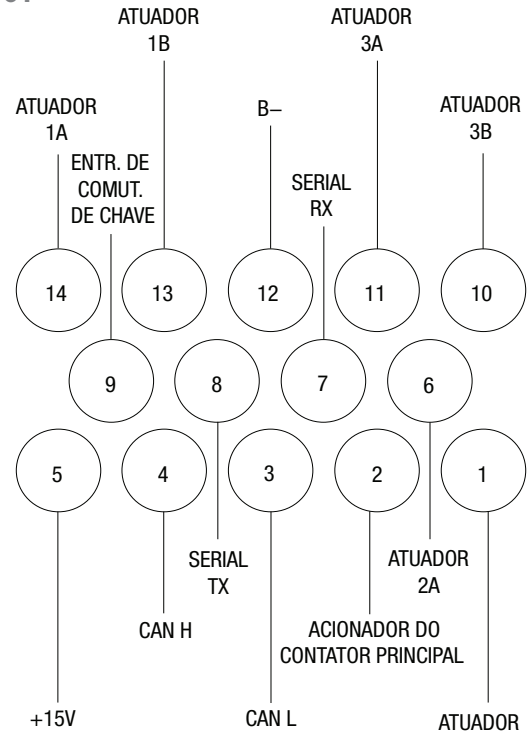 ATUADOR
1B
ATUADOR
3A
ATUADOR
1A
B–
ATUADOR
3B
ENTR. DE
COMUT.
DE CHAVE
SERIAL
RX
14
13
12
11
10
9
8
7
6
5
4
3
2
1
SERIAL
TX
ATUADOR
2A
CAN H
ACIONADOR DO
CONTATOR PRINCIPAL
+15V
CAN L
ATUADOR